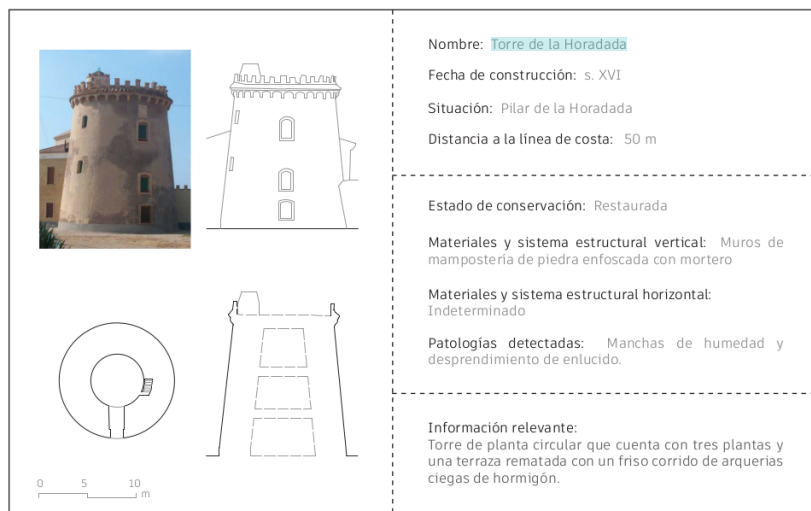 Nombre: Torre de la Horadada
Fecha de construcción: s. XVI
Situación: Pilar de la Horadada
Distancia a la línea de costa: 50 m
Estado de conservación: Restaurada
Materiales y sistema estructural vertical: Muros de
mampostería de piedra enfoscada con mortero
Materiales y sistema estructural horizontal:
Indeterminado
Patologías detectadas: Manchas de humedad y
desprendimiento de enlucido.
Información relevante:
Torre de planta circular que cuenta con tres plantas y
una terraza rematada con un friso corrido de arquerias
ciegas de hormigón.
0 5 10
m